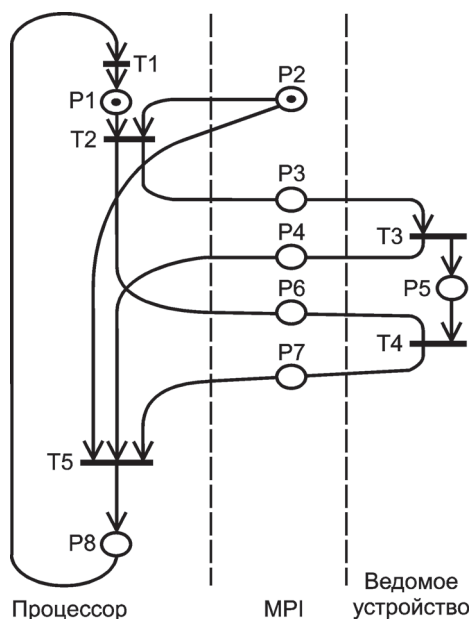 T1
P1
P2
T2
P3
P4
T3
P6
P5
T4
P7
T5
P8
Процессор
MPI
Ведомое
устройство